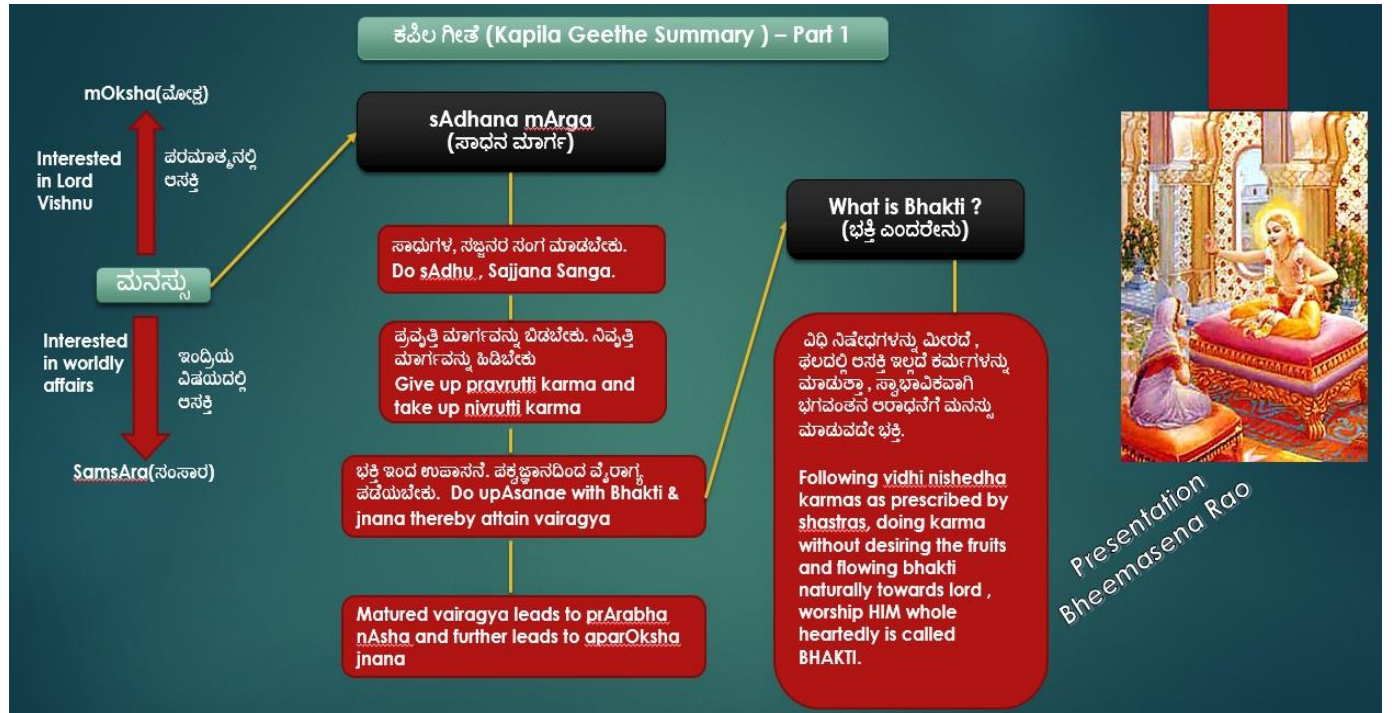 ಕಪಿಲ ಗೀತೆ (Kapila Geethe Summary ) – Part 1
mOksha(ಮೋಕ್ಷ)
Interested
in Lord
Vishnu
ಪರಮಾತ್ಮನಲ್ಲಿ
ಆಸಕ್ತಿ
ಮನಸ್ಸು
Interested
in worldly
affairs
ಇಂದ್ರಿಯ
ವಿಷಯದಲ್ಲಿ
ಆಸಕ್ತಿ
SamsAra(ಸಂಸಾರ)
sAdhana mArga
(ಸಾಧನ ಮಾರ್ಗ)
ಸಾಧುಗಳ, ಸಜ್ಜನರ ಸಂಗ ಮಾಡಬೇಕು.
Do sAdhu , Sajjana Sanga.
ಪ್ರವೃತ್ತಿ ಮಾರ್ಗವನ್ನು ಬಿಡಬೇಕು. ನಿವೃತ್ತಿ
ಮಾರ್ಗವನ್ನು ಹಿಡಿಬೇಕು
Give up pravrutti karma and
take up nivrutti karma
ಭಕ್ತಿ ಇಂದ ಉಪಾಸನೆ. ಪಕ್ವಜ್ಞಾನದಿಂದ ವೈರಾಗ್ಯ
ಪಡೆಯಬೇಕು. Do upAsanae with Bhakti &
jnana thereby attain vairagya
Matured vairagya leads to prArabha
nAsha and further leads to aparOksha
jnana
What is Bhakti ?
(ಭಕ್ತಿ ಎಂದರೇನು)
ವಿಧಿ ನಿಷೇಧಗಳನ್ನು ಮೀರದೆ ,
ಫಲದಲ್ಲಿ ಆಸಕ್ತಿ ಇಲ್ಲದೆ ಕರ್ಮಗಳನ್ನು
ಮಾಡುತ್ತಾ , ಸ್ವಾಭಾವಿಕವಾಗಿ
ಭಗವಂತನ ಆರಾಧನೆಗೆ ಮನಸ್ಸು
ಮಾಡುವದೇ ಭಕ್ತಿ.
Following vidhi nishedha
karmas as prescribed by
shastras, doing karma
without desiring the fruits
and flowing bhakti
naturally towards lord ,
worship HIM whole
heartedly is called
BHAKTI.
Presentation
Bheemasena Rao